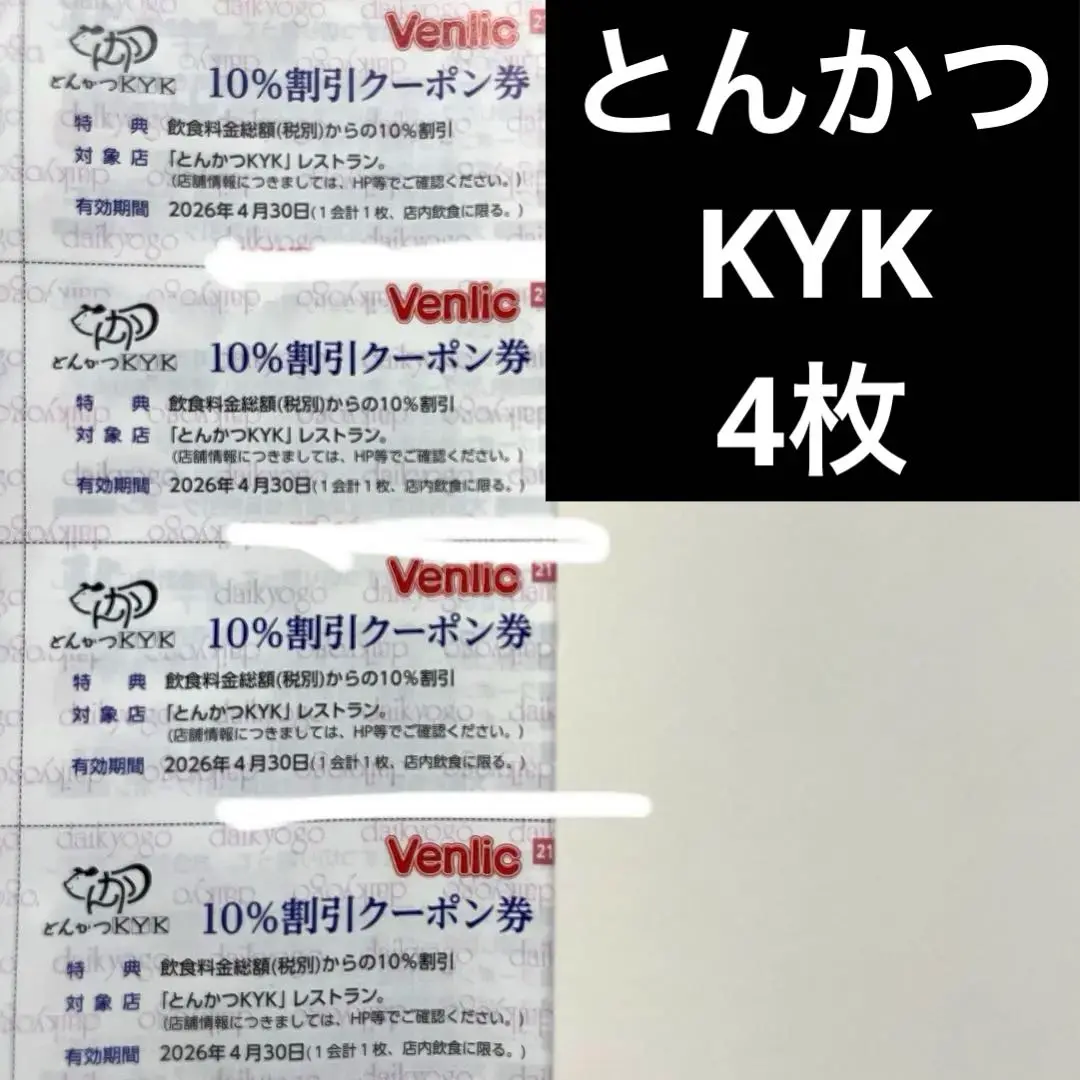 とんかつ
KYK
4枚
Venlic
21
とんかつKYK
10%割引クーポン券
特典 飲食料金総額(税別)からの10%割引
対象店 「とんかつKYK」レストラン。
(店舗情報につきましては、HP等でご確認ください。)
有効期間 2026年4月30日(1会計1枚、店内飲食に限る。)
daikyogo
Venlic
2
とんかつKYK
10%割引クーポン券
特典 飲食料金総額(税別)からの10%割引
対象店 「とんかつKYK」レストラン。
(店舗情報につきましては、HP等でご確認ください。)
有効期間 2026年4月30日(1会計1枚、店内飲食に限る。)
Venlic
21
とんかつKYK
10%割引クーポン券
特典 飲食料金総額(税別)からの10%割引
対象店 「とんかつKYK」レストラン。
(店舗情報につきましては、HP等でご確認ください。)
有効期間 2026年4月30日(1会計1枚、店内飲食に限る。)
daikyogo daikyogo
Venlic
21
とんかつKYK
10%割引クーポン券
特典 飲食料金総額(税別)からの10%割引
対象店 「とんかつKYK」レストラン。
(店舗情報につきましては、HP等でご確認ください。)
有効期間 2026年4月30日(1会計1枚、店内飲食に限る。)